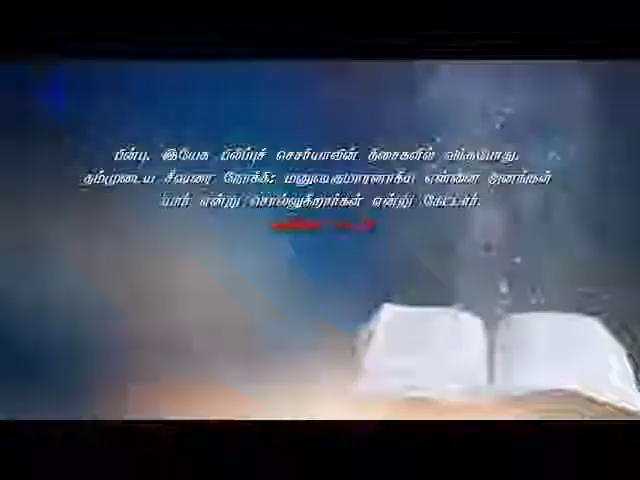 பின்பு, இயேசு பிலிப்புச் செசரியாவின் திசைகளில் வந்தபோது,
தம்முடைய சீஷரை நோக்கி: மனுஷகுமாரனாகிய என்னை ஜனங்கள்
யார் என்று சொல்லுகிறார்கள் என்று கேட்டார்.